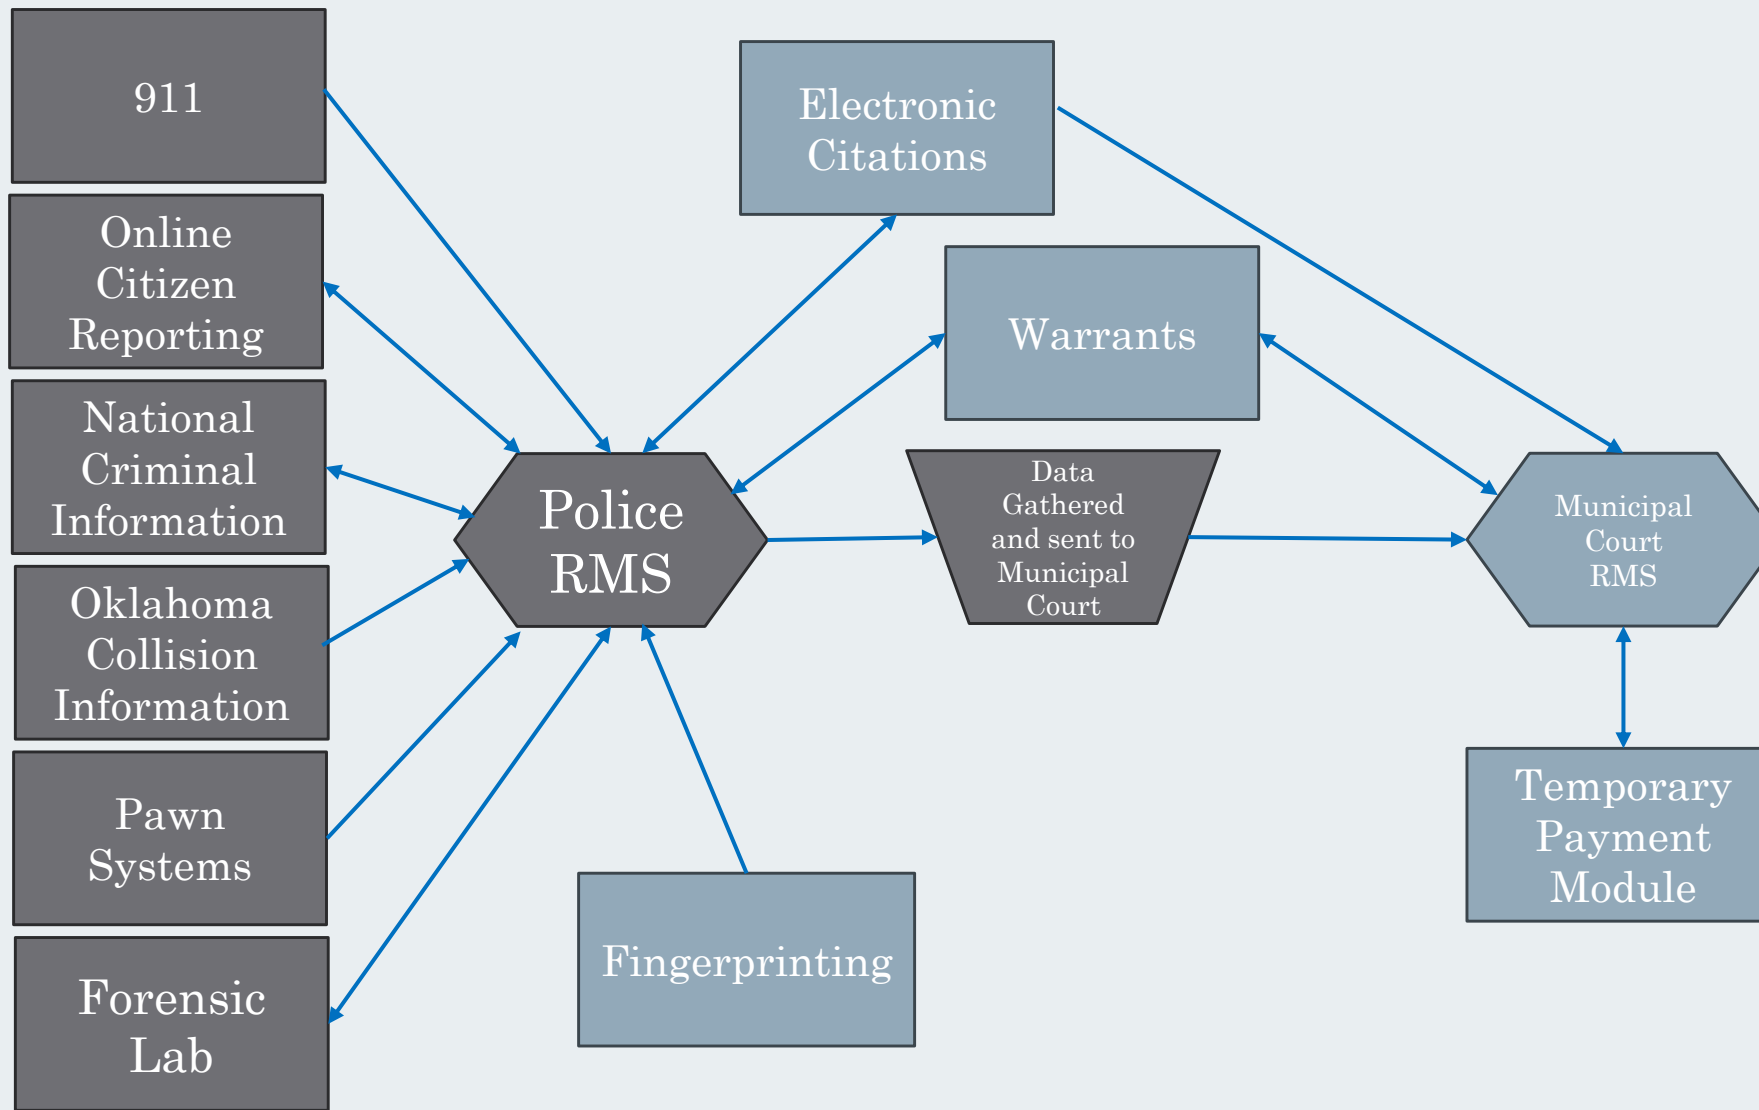 911
Online
Citizen
Reporting
National
Criminal
Information
Oklahoma
Collision
Information
Pawn
Systems
Forensic
Lab
Police
RMS
Fingerprinting
Electronic
Citations
Warrants
Data
Gathered
and sent to
Municipal
Court
Municipal
Court
RMS
Temporary
Payment
Module